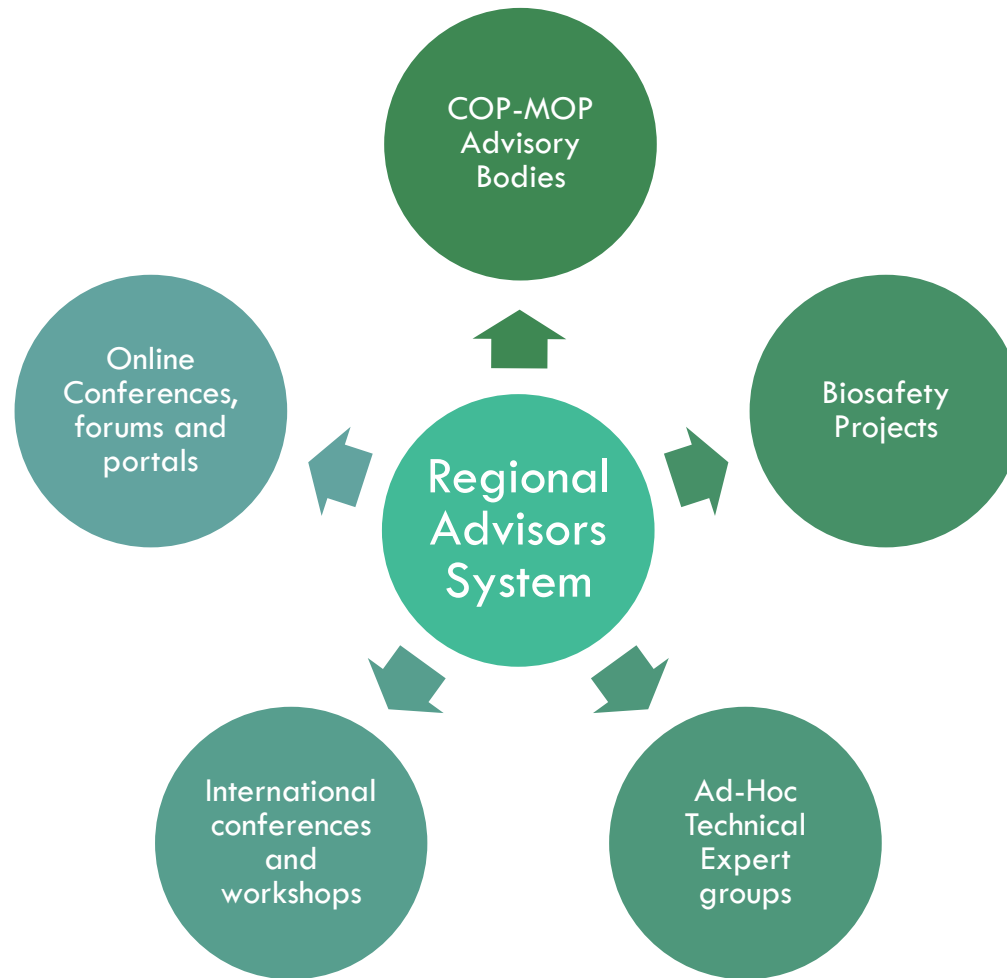 COP-MOP
Advisory
Bodies
Online
Conferences,
forums and
portals
Biosafety
Projects
Regional
Advisors
System
International
conferences
and
workshops
Ad-Hoc
Technical
Expert
groups